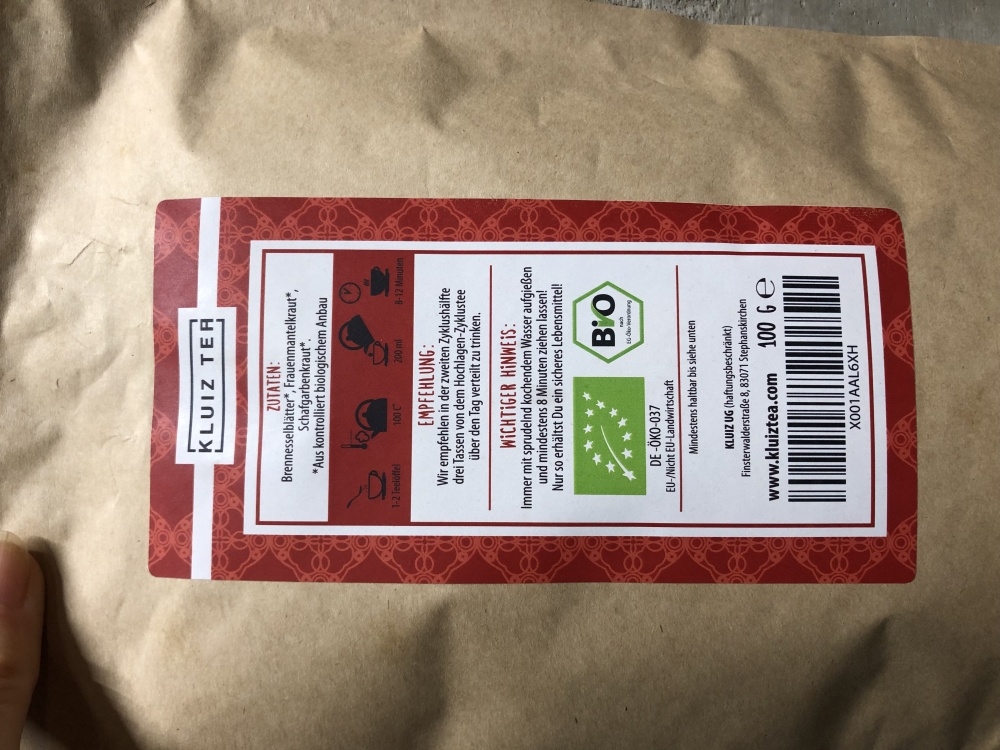 KLUIZ TEA
ZUTATEN:
Brennesselblätter*, Frauenmantelkraut*,
Schafgarbenkraut*.
*Aus kontrolliert biologischem Anbau
1-2 Teelöffel 100 C° 200 ml 8-12 Minuten
EMPFEHLUNG:
Wir empfehlen in der zweiten Zyklushälfte
drei Tassen von dem Hochlagen-Zyklustee
über den Tag verteilt zu trinken.
WiCHTiGER HiNWEiS:
Immer mit sprudelnd kochendem Wasser aufgießen
und mindestens 8 Minuten ziehen lassen!
Nur so erhältst Du ein sicheres Lebensmittel!
Bio
nach
EG-Öko-Verordnung
DE-ÖKO-037
EU-/Nicht EU-Landwirtschaft
Mindestens haltbar bis siehe unten
KLUIZ UG (haftungsbeschränkt)
Finsterwalderstraße 8, 83071 Stephanskirchen
www.kluiztea.com 100 G ℮
X001AAL6XH